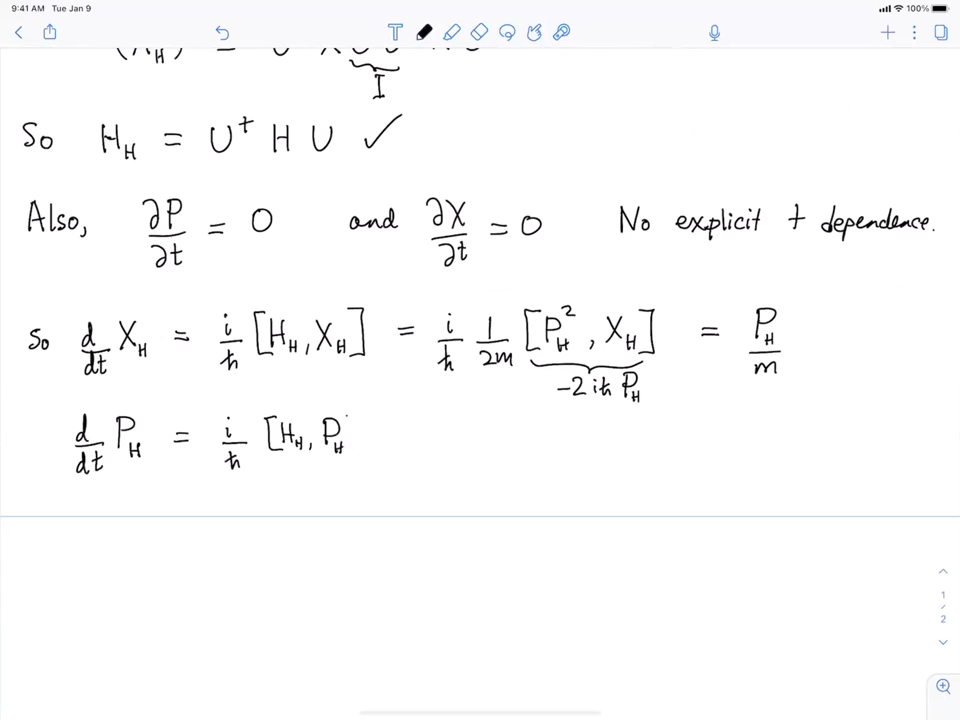 9:41 AM Tue Jan 9
100%
I
So H_H = U† H U ✓
Also, ∂P/∂t = 0 and ∂X/∂t = 0 No explicit t dependence.
So d/dt X_H = i/ħ [H_H, X_H] = i/ħ 1/2m [P_H², X_H] = P_H/m
-2iħ P_H
d/dt P_H = i/ħ [H_H, P_H
1
/
2